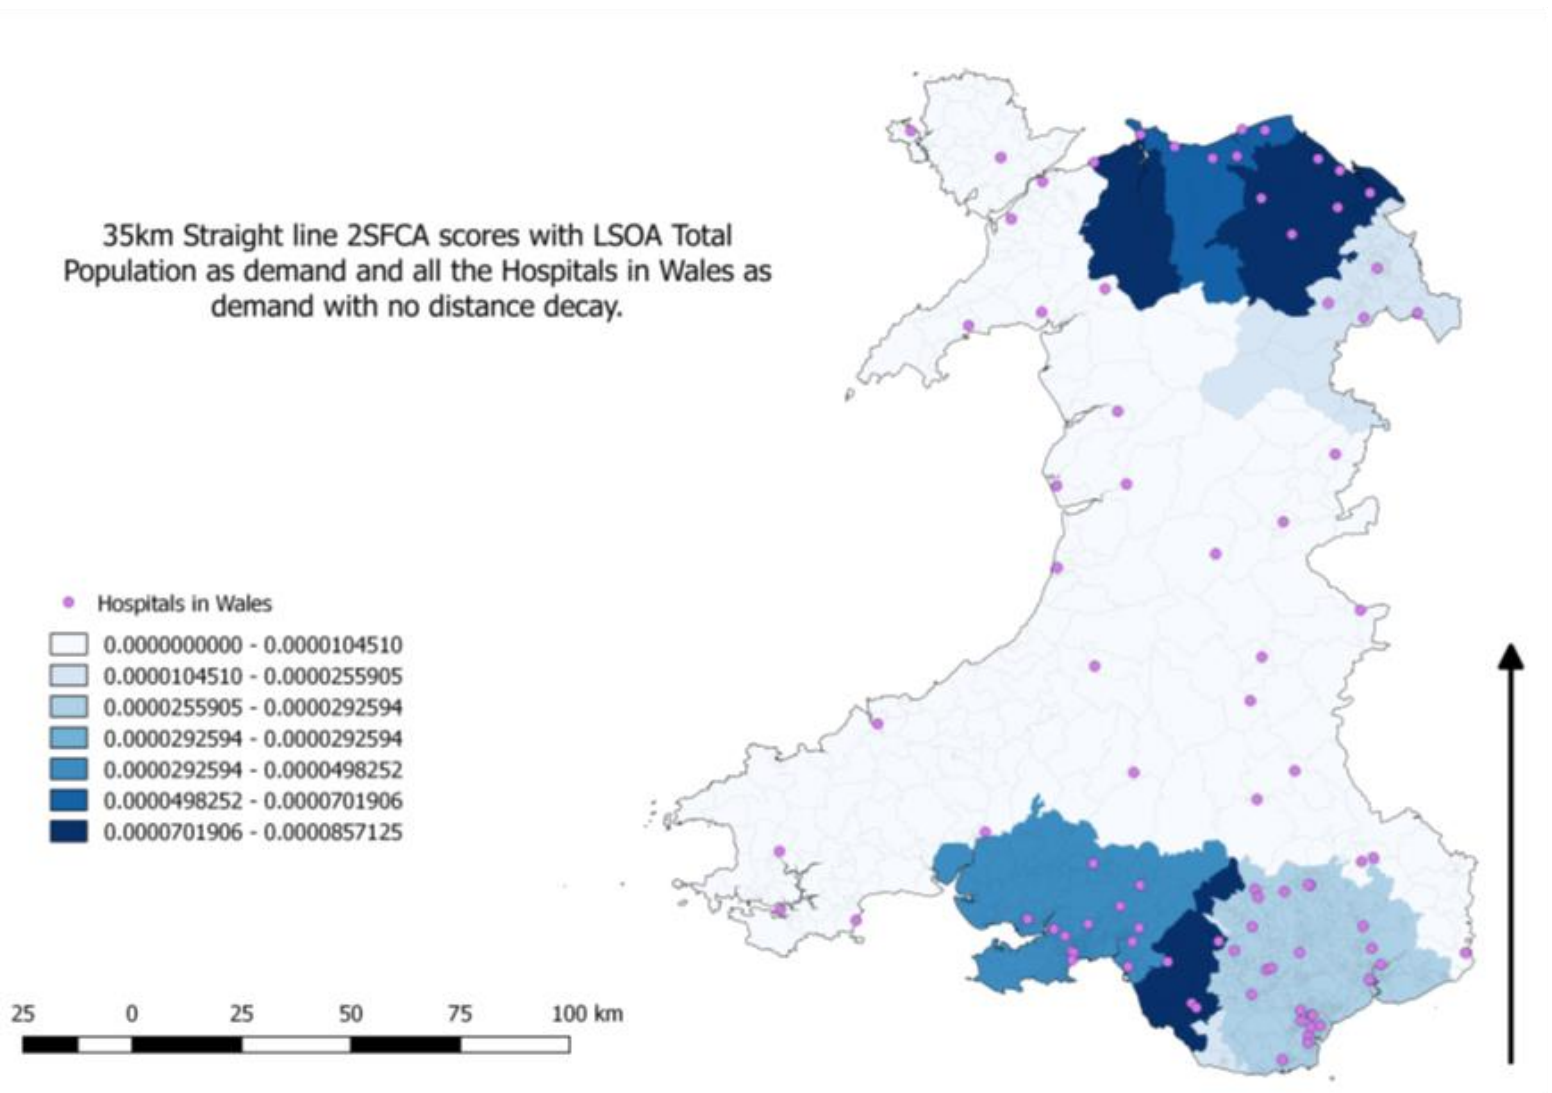 35km Straight line 2SFCA scores with LSOA Total
Population as demand and all the Hospitals in Wales as
demand with no distance decay.
Hospitals in Wales
0.0000000000 - 0.0000104510
0.0000104510 - 0.0000255905
0.0000255905 - 0.0000292594
0.0000292594 - 0.0000292594
0.0000292594 - 0.0000498252
0.0000498252 - 0.0000701906
0.0000701906 - 0.0000857125
25 0 25 50 75 100 km